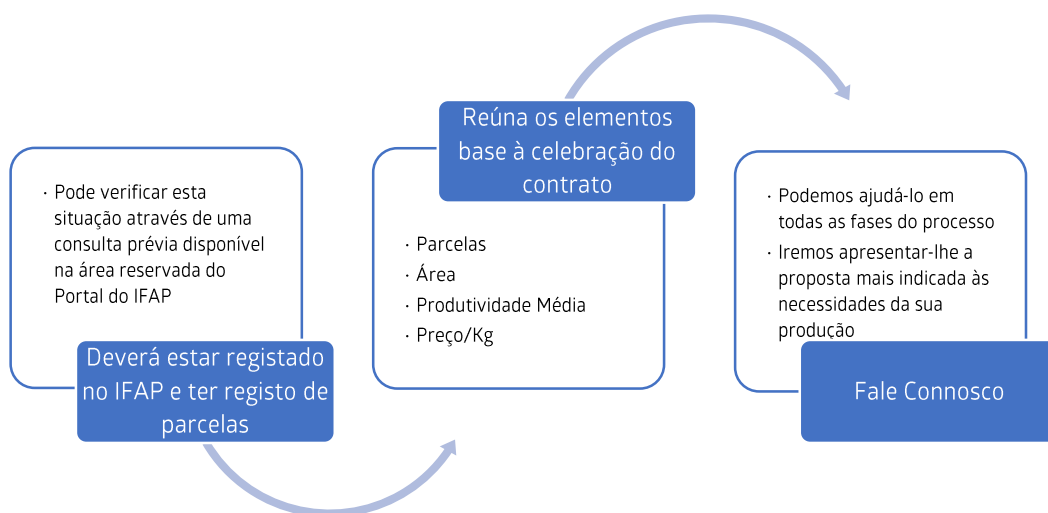 · Pode verificar esta
situação através de uma
consulta prévia disponível
na área reservada do
Portal do IFAP
Deverá estar registado
no IFAP e ter registo de
parcelas
Reúna os elementos
base à celebração do
contrato
· Parcelas
· Área
· Produtividade Média
· Preço/Kg
· Podemos ajudá-lo em
todas as fases do processo
· Iremos apresentar-lhe a
proposta mais indicada às
necessidades da sua
produção
Fale Connosco